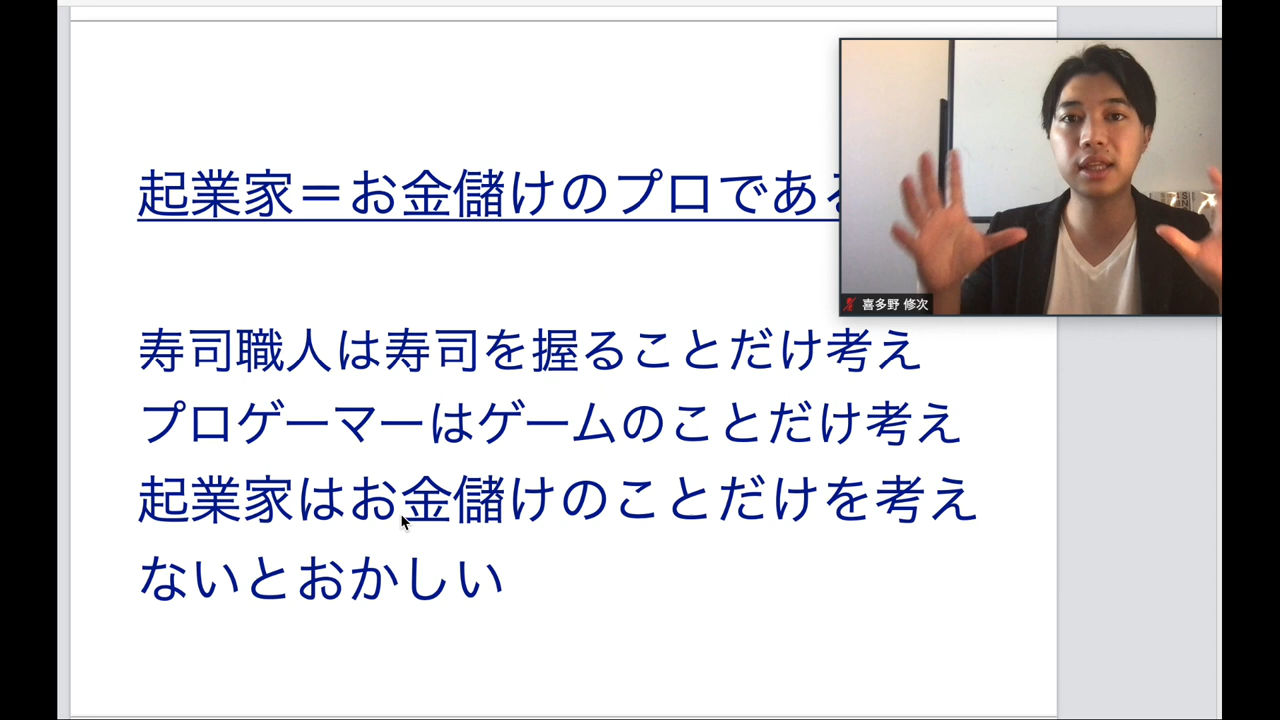 起業家＝お金儲けのプロである
喜多野 修次
寿司職人は寿司を握ることだけ考え
プロゲーマーはゲームのことだけ考え
起業家はお金儲けのことだけを考え
ないとおかしい